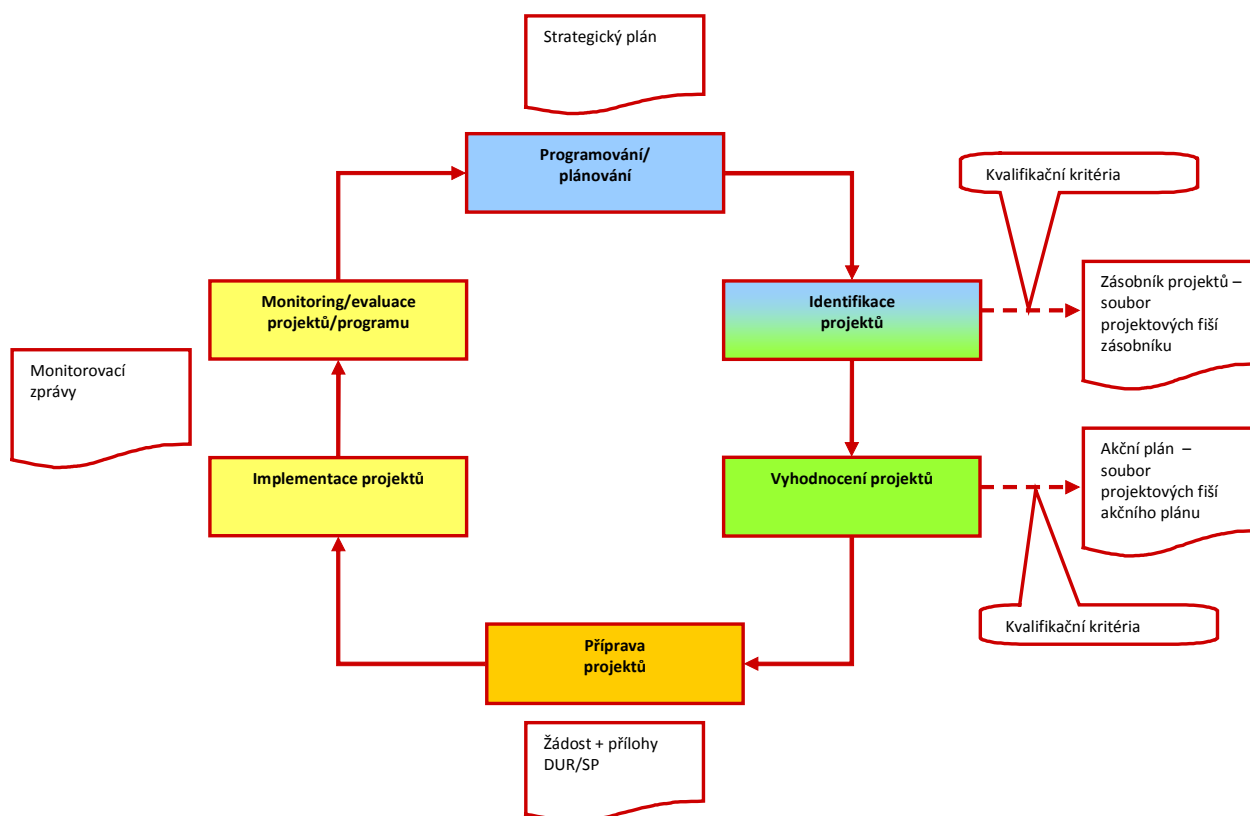 Strategický plán
Programování/
plánování
Kvalifikační kritéria
Monitoring/evaluace
projektů/programu
Identifikace
projektů
Zásobník projektů –
soubor
projektových fiší
zásobníku
Monitorovací
zprávy
Implementace projektů
Vyhodnocení projektů
Akční plán –
soubor
projektových fiší
akčního plánu
Kvalifikační kritéria
Příprava
projektů
Žádost + přílohy
DUR/SP